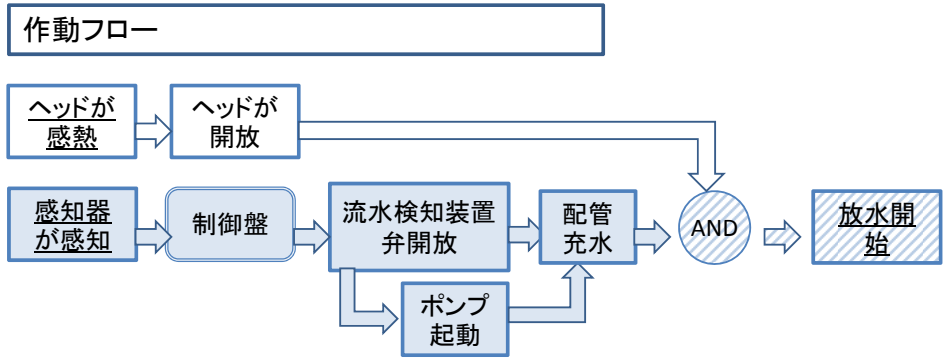 作動フロー
ヘッドが
感熱
ヘッドが
開放
感知器
が感知
制御盤
流水検知装置
弁開放
配管
充水
AND
放水開
始
ポンプ
起動